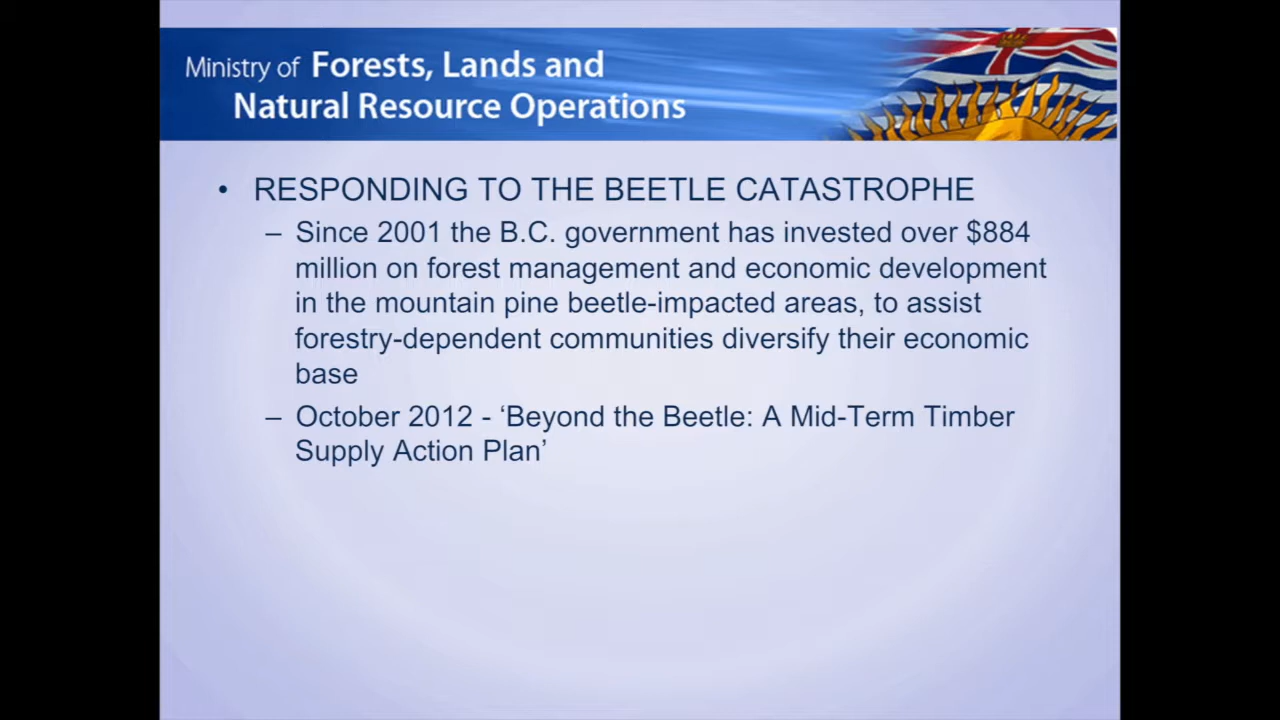 Ministry of Forests, Lands and
Natural Resource Operations
• RESPONDING TO THE BEETLE CATASTROPHE
– Since 2001 the B.C. government has invested over $884
million on forest management and economic development
in the mountain pine beetle-impacted areas, to assist
forestry-dependent communities diversify their economic
base
– October 2012 - ‘Beyond the Beetle: A Mid-Term Timber
Supply Action Plan’